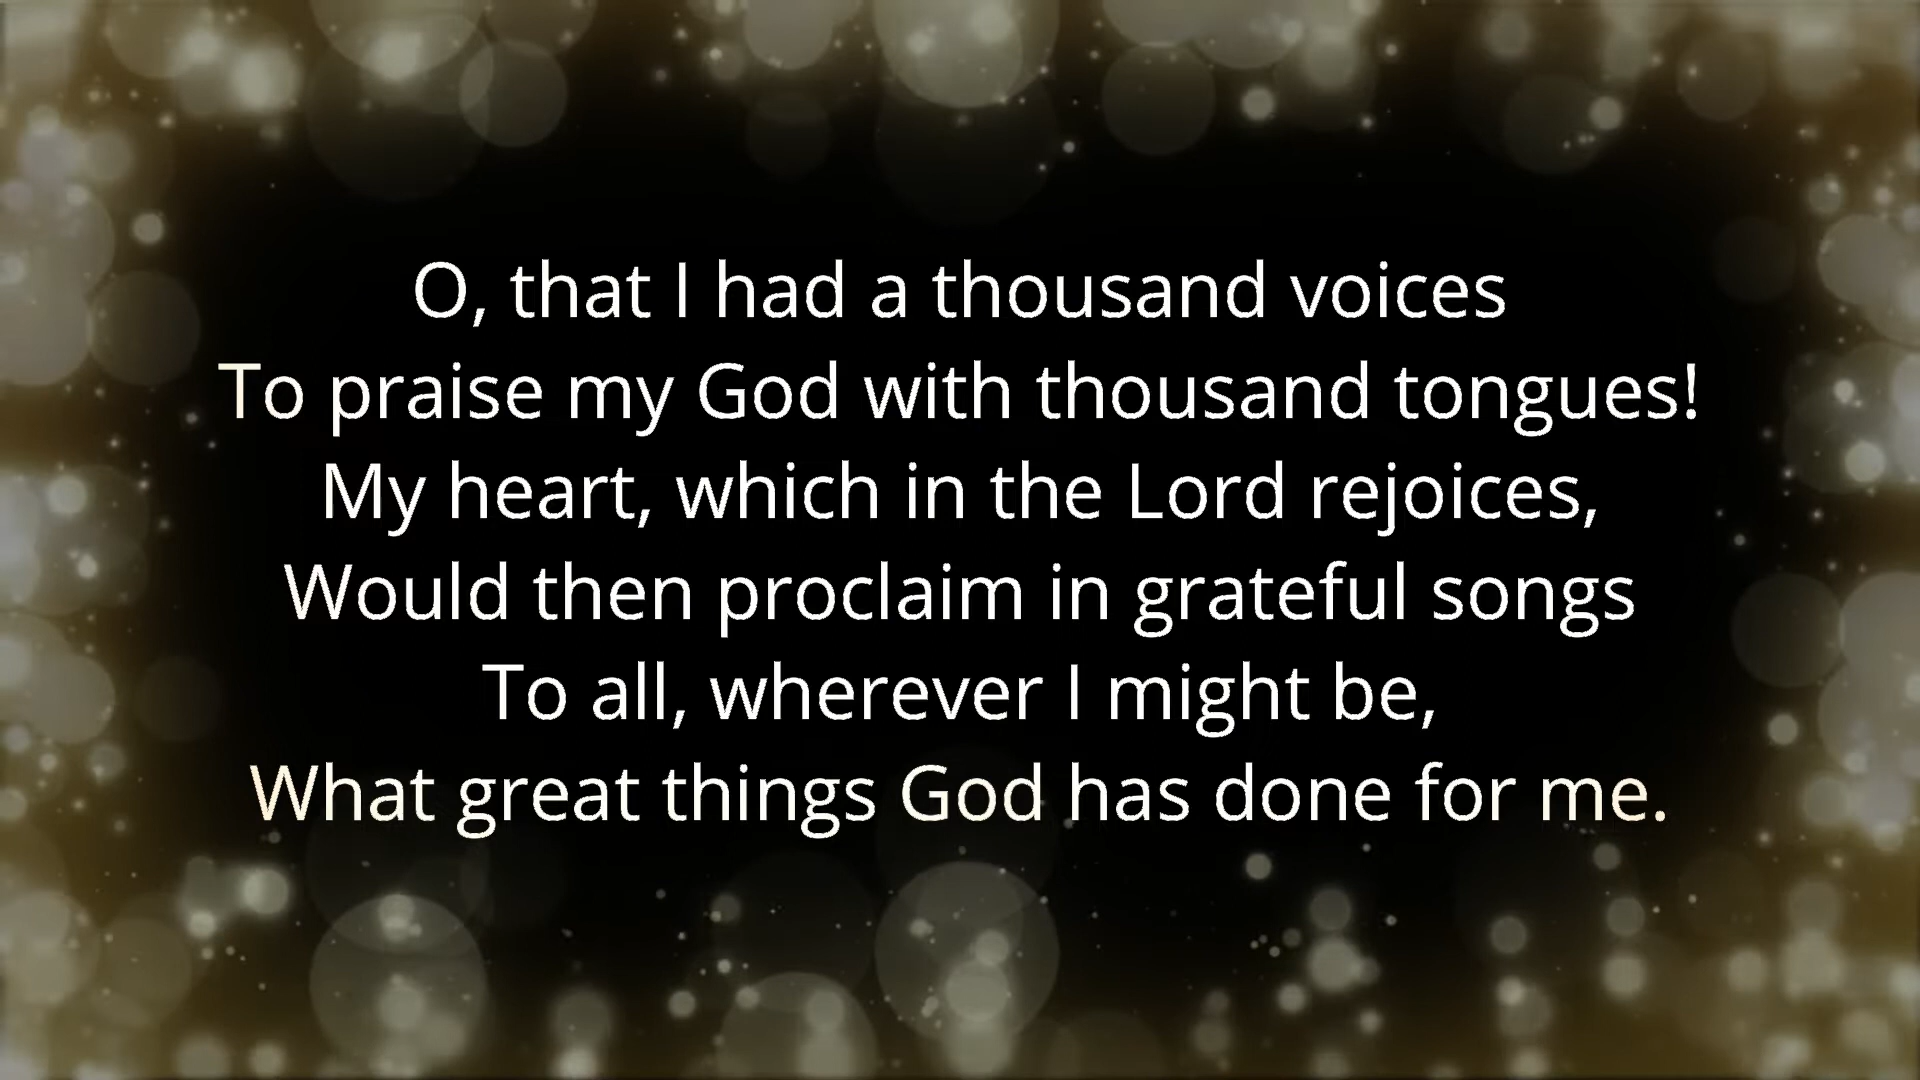 O, that I had a thousand voices
To praise my God with thousand tongues!
My heart, which in the Lord rejoices,
Would then proclaim in grateful songs
To all, wherever I might be,
What great things God has done for me.